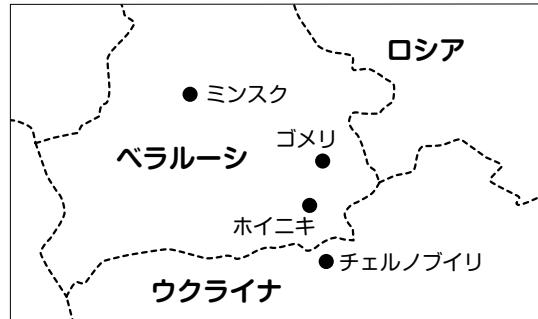 ロシア
ミンスク
ベラルーシ
ゴメリ
ホイニキ
チェルノブイリ
ウクライナ